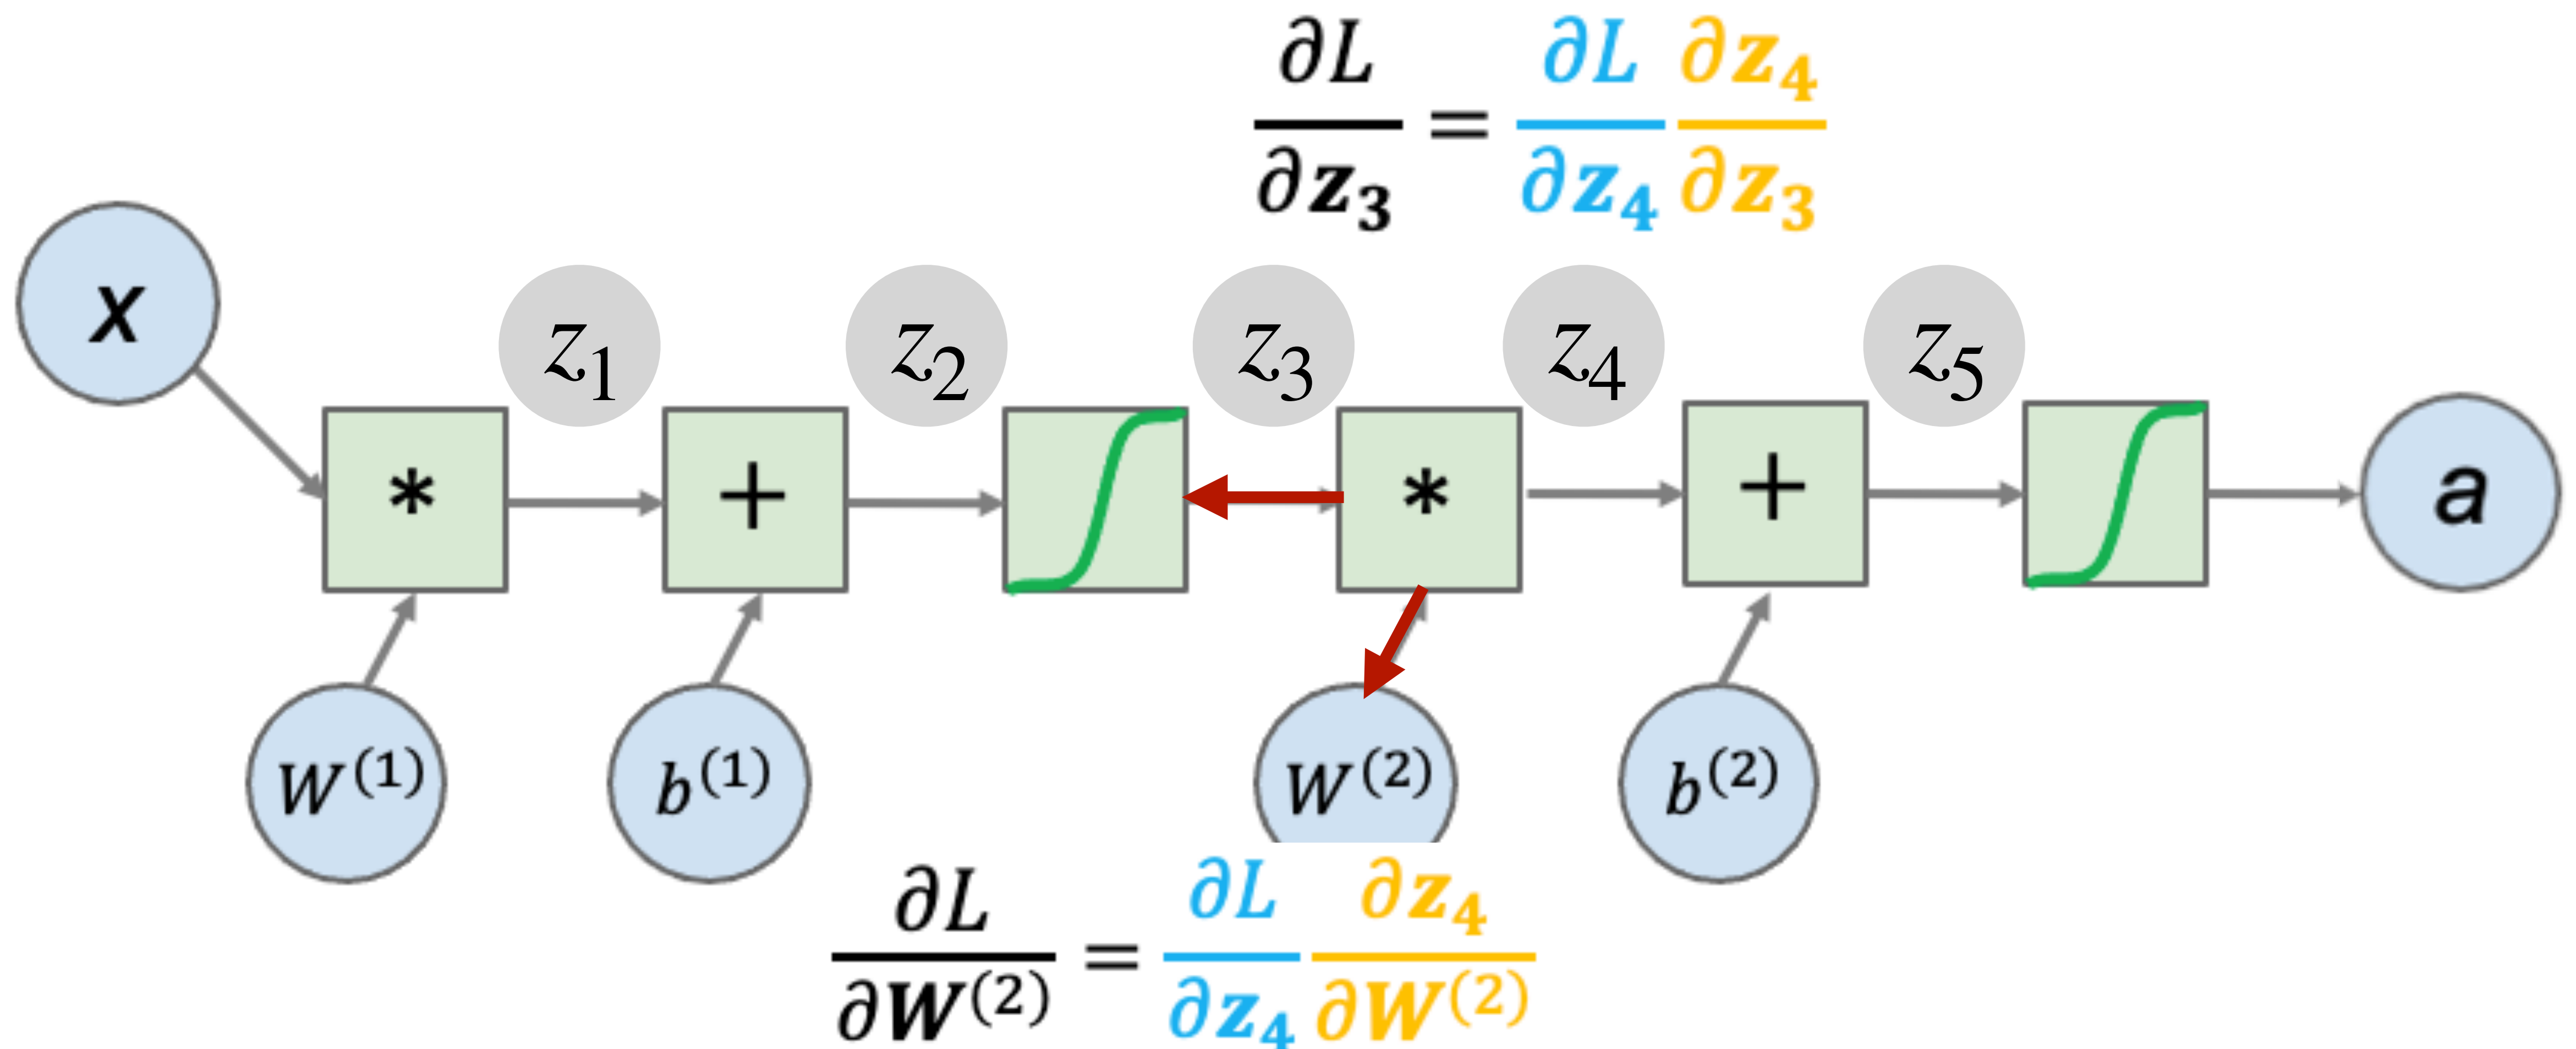 ∂L/∂z₃ = ∂L/∂z₄ ∂z₄/∂z₃
x
z₁ z₂ z₃ z₄ z₅
* + * + a
W⁽¹⁾ b⁽¹⁾ W⁽²⁾ b⁽²⁾
∂L/∂W⁽²⁾ = ∂L/∂z₄ ∂z₄/∂W⁽²⁾